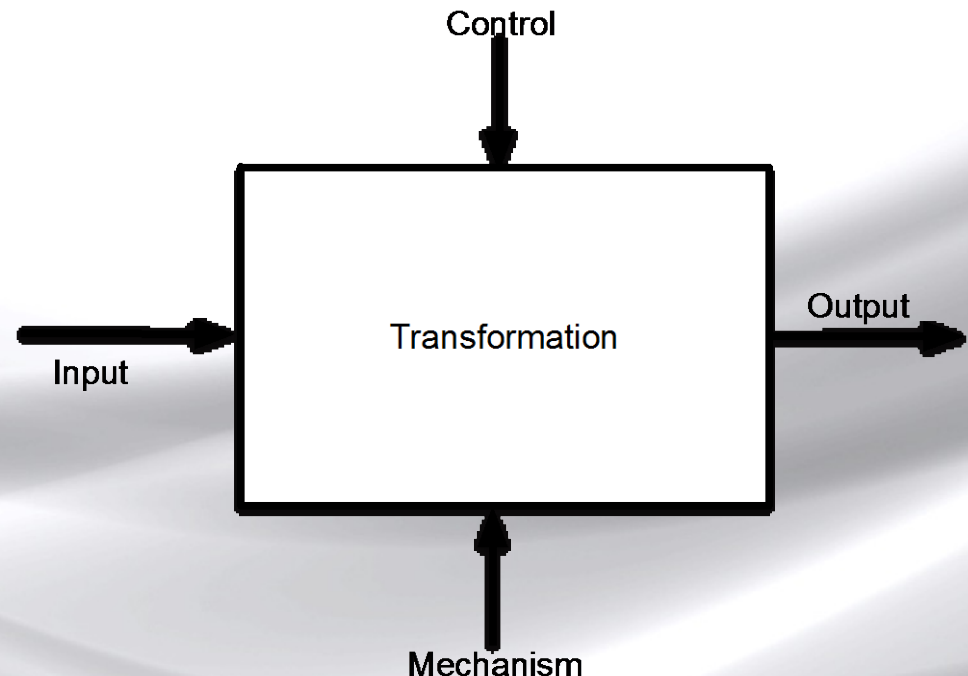 Control
Output
Transformation
Input
Mechanism